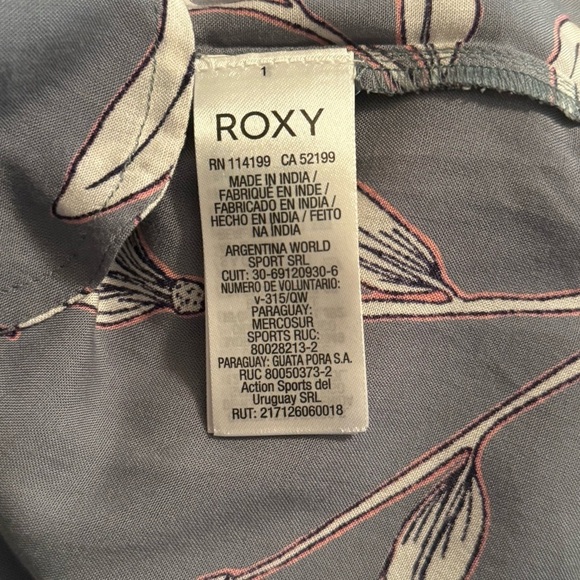 1
ROXY
RN 114199 CA 52199
MADE IN INDIA /
FABRIQUE EN INDE /
FABRICADO EN INDIA /
HECHO EN INDIA / FEITO
NA INDIA
ARGENTINA WORLD
SPORT SRL
CUIT: 30-69120930-6
NUMERO DE VOLUNTARIO:
v-315/QW
PARAGUAY:
MERCOSUR
SPORTS RUC:
80028213-2
PARAGUAY: GUATA PORA S.A.
RUC 80050373-2
Action Sports del
Uruguay SRL
RUT: 217126060018